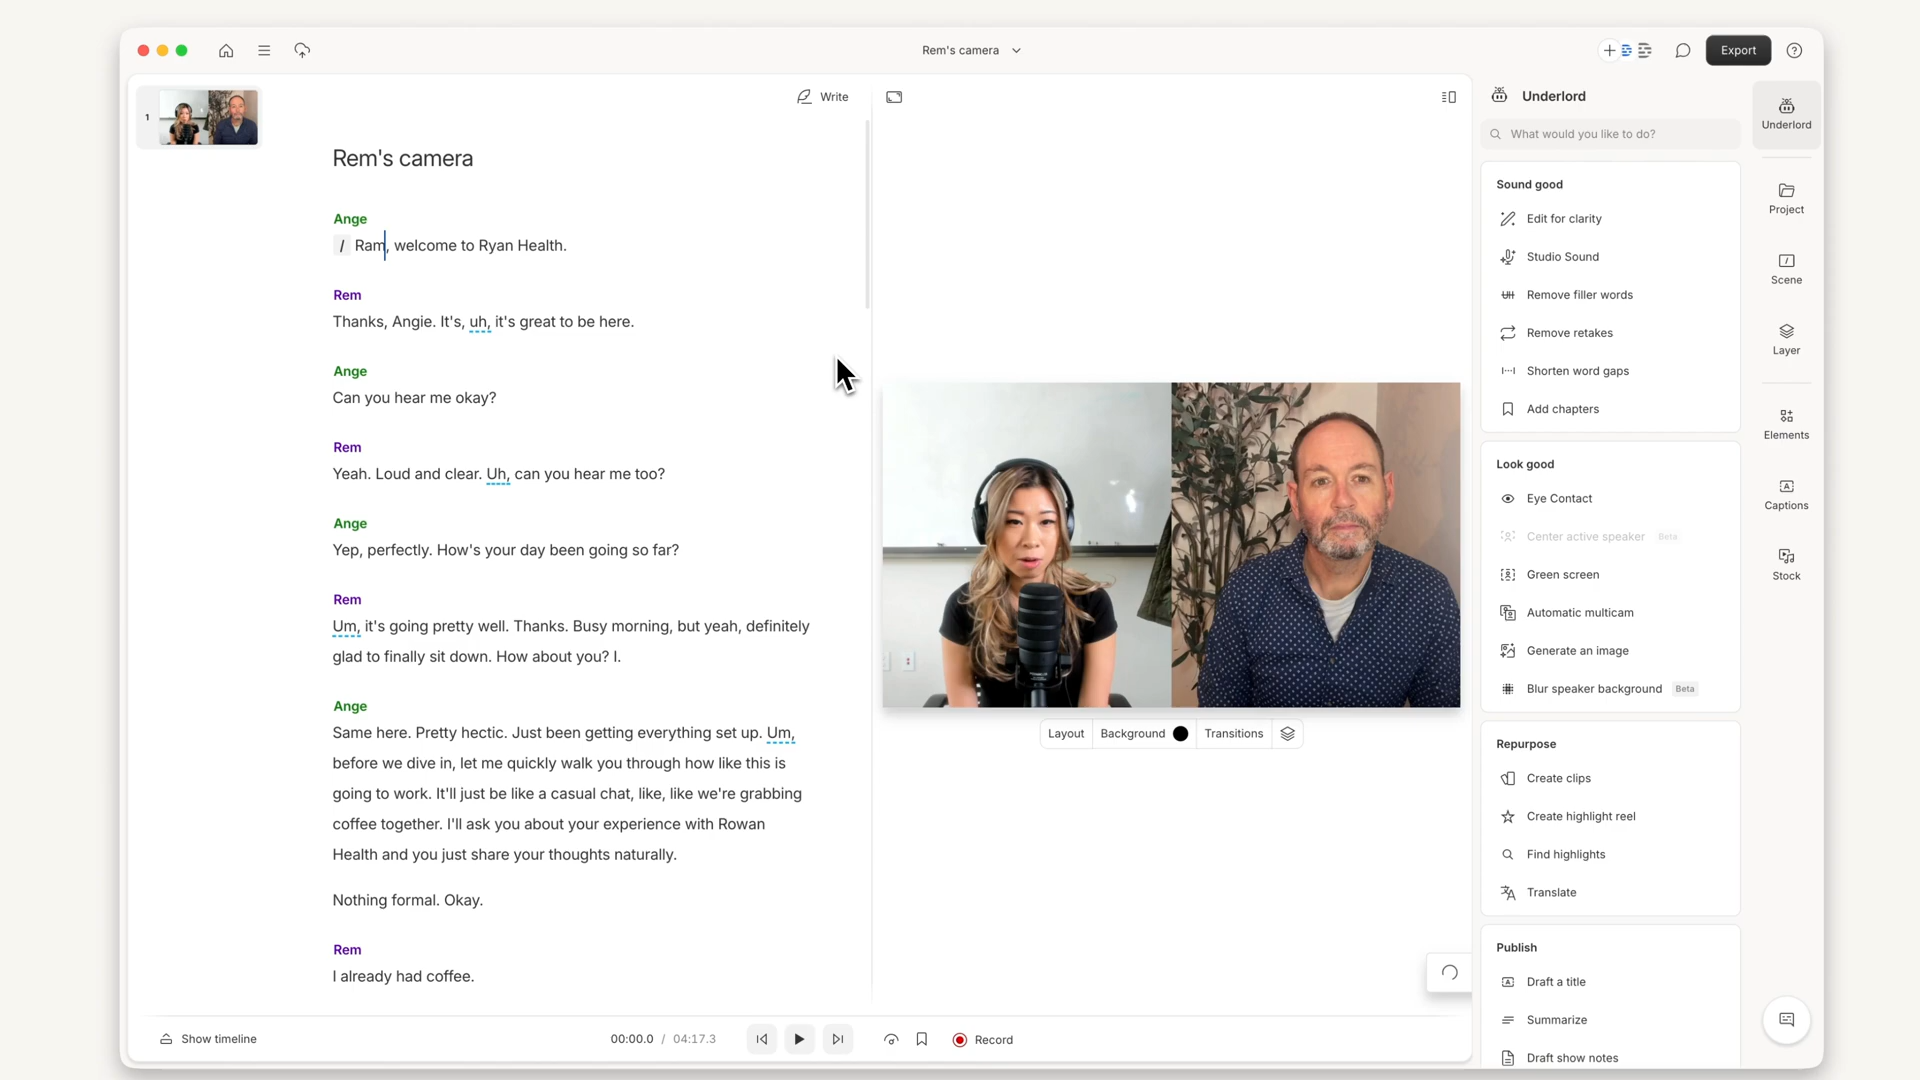 Rem's camera
Export
1
Write
Rem's camera
Ange
/ Ram, welcome to Ryan Health.
Rem
Thanks, Angie. It's, uh, it's great to be here.
Ange
Can you hear me okay?
Rem
Yeah. Loud and clear. Uh, can you hear me too?
Ange
Yep, perfectly. How's your day been going so far?
Rem
Um, it's going pretty well. Thanks. Busy morning, but yeah, definitely
glad to finally sit down. How about you? I.
Ange
Same here. Pretty hectic. Just been getting everything set up. Um,
before we dive in, let me quickly walk you through how like this is
going to work. It'll just be like a casual chat, like, like we're grabbing
coffee together. I'll ask you about your experience with Rowan
Health and you just share your thoughts naturally.
Nothing formal. Okay.
Rem
I already had coffee.
Layout
Background
Transitions
Show timeline
00:00.0 / 04:17.3
Record
Underlord
What would you like to do?
Sound good
Edit for clarity
Studio Sound
Remove filler words
Remove retakes
Shorten word gaps
Add chapters
Look good
Eye Contact
Center active speaker Beta
Green screen
Automatic multicam
Generate an image
Blur speaker background Beta
Repurpose
Create clips
Create highlight reel
Find highlights
Translate
Publish
Draft a title
Summarize
Draft show notes
Underlord
Project
Scene
Layer
Elements
Captions
Stock